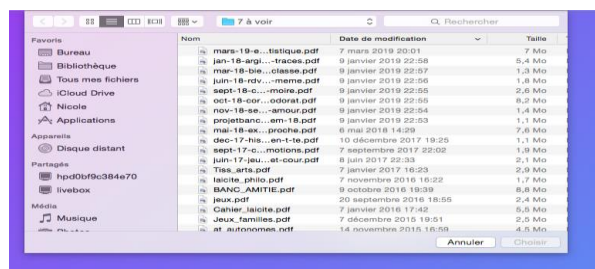 7 à voir
Rechercher
Favoris
Bureau
Bibliothèque
Tous mes fichiers
iCloud Drive
Nicole
Applications
Appareils
Disque distant
Partagés
hpd0bf9c384e70
livebox
Média
Musique
Photos
Nom Date de modification Taille
mars-19-e...tistique.pdf 7 mars 2019 20:01 7 Mo
jan-18-argi...-traces.pdf 9 janvier 2019 22:58 5,4 Mo
mar-18-bie...classe.pdf 9 janvier 2019 22:57 1,3 Mo
juin-18-rdv...-meme.pdf 9 janvier 2019 22:56 1,8 Mo
sept-18-c...-moire.pdf 9 janvier 2019 22:55 2,6 Mo
oct-18-cor...odorat.pdf 9 janvier 2019 22:55 8,2 Mo
nov-18-se...-amour.pdf 9 janvier 2019 22:54 1,4 Mo
projetbanc...em-18.pdf 9 janvier 2019 22:53 1,1 Mo
mai-18-ex...proche.pdf 6 mai 2018 14:29 7,6 Mo
dec-17-his...en-t-te.pdf 10 décembre 2017 19:25 1,1 Mo
sept-17-c...motions.pdf 7 septembre 2017 22:02 1,9 Mo
juin-17-jeu...et-cour.pdf 8 juin 2017 22:33 2,1 Mo
Tiss_arts.pdf 7 janvier 2017 16:23 2,9 Mo
laicite_philo.pdf 7 novembre 2016 16:22 1,7 Mo
BANC_AMITIE.pdf 9 octobre 2016 19:39 8,8 Mo
jeux.pdf 20 septembre 2016 18:55 2,4 Mo
Cahier_laicite.pdf 7 janvier 2016 17:42 5,5 Mo
Jeux_familles.pdf 7 décembre 2015 19:51 2,5 Mo
at_autonomes.pdf 14 novembre 2015 16:59 4,5 Mo
Annuler Choisir